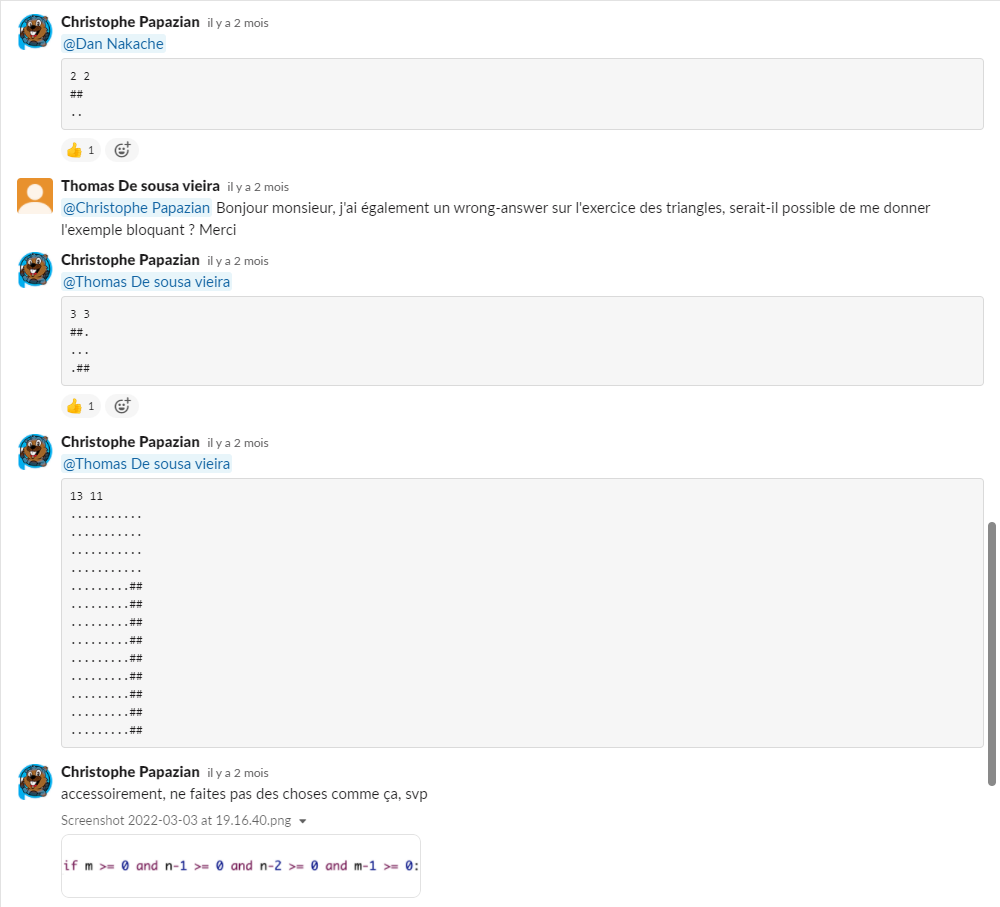 Christophe Papazian il y a 2 mois
@Dan Nakache
2 2
##
..
👍 1
Thomas De sousa vieira il y a 2 mois
@Christophe Papazian Bonjour monsieur, j'ai également un wrong-answer sur l'exercice des triangles, serait-il possible de me donner
l'exemple bloquant ? Merci
Christophe Papazian il y a 2 mois
@Thomas De sousa vieira
3 3
##.
...
.##
👍 1
Christophe Papazian il y a 2 mois
@Thomas De sousa vieira
13 11
...........
...........
...........
...........
.........##
.........##
.........##
.........##
.........##
.........##
.........##
.........##
.........##
Christophe Papazian il y a 2 mois
accessoirement, ne faites pas des choses comme ça, svp
Screenshot 2022-03-03 at 19.16.40.png
if m >= 0 and n-1 >= 0 and n-2 >= 0 and m-1 >= 0: